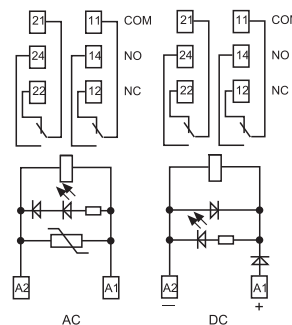 21 11 COM 21 11 COM
24 14 NO 24 14 NO
22 12 NC 22 12 NC
A2 A1 A2 A1
− +
AC DC